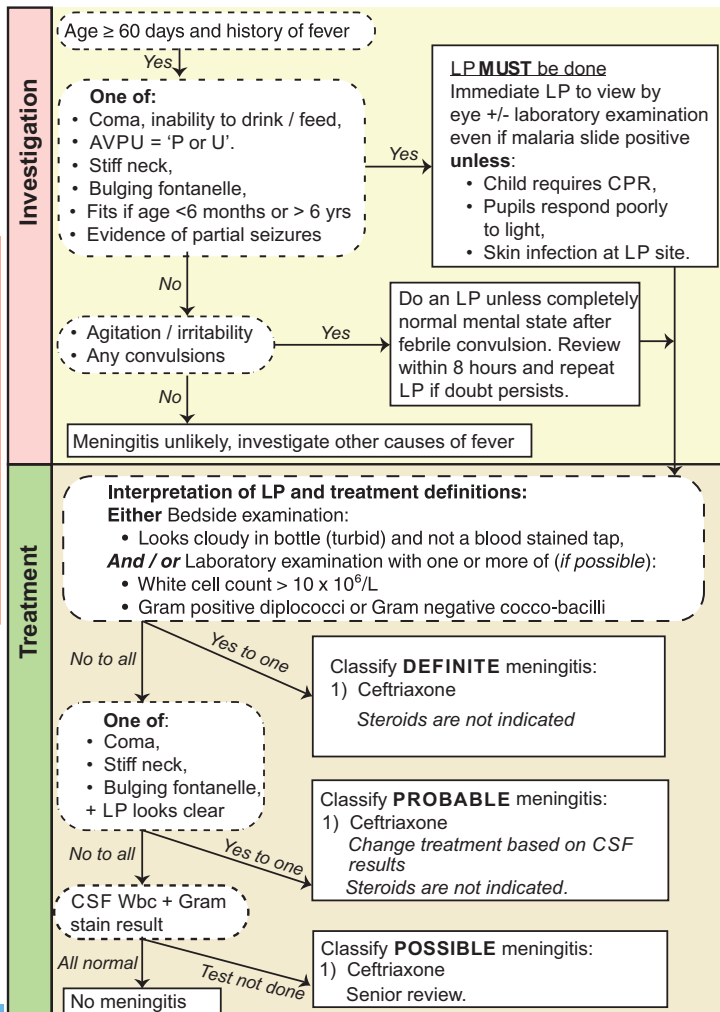 Investigation
Age ≥ 60 days and history of fever
Yes
One of:
• Coma, inability to drink / feed,
• AVPU = 'P or U'.
• Stiff neck,
• Bulging fontanelle,
• Fits if age <6 months or > 6 yrs
• Evidence of partial seizures
Yes
LP MUST be done
Immediate LP to view by
eye +/- laboratory examination
even if malaria slide positive
unless:
• Child requires CPR,
• Pupils respond poorly
to light,
• Skin infection at LP site.
No
• Agitation / irritability
• Any convulsions
Yes
Do an LP unless completely
normal mental state after
febrile convulsion. Review
within 8 hours and repeat
LP if doubt persists.
No
Meningitis unlikely, investigate other causes of fever
Treatment
Interpretation of LP and treatment definitions:
Either Bedside examination:
• Looks cloudy in bottle (turbid) and not a blood stained tap,
And / or Laboratory examination with one or more of (if possible):
• White cell count > 10 x 10⁶/L
• Gram positive diplococci or Gram negative cocco-bacilli
No to all
Yes to one
Classify DEFINITE meningitis:
1) Ceftriaxone
Steroids are not indicated
One of:
• Coma,
• Stiff neck,
• Bulging fontanelle,
+ LP looks clear
No to all
Yes to one
Classify PROBABLE meningitis:
1) Ceftriaxone
Change treatment based on CSF
results
Steroids are not indicated.
CSF Wbc + Gram
stain result
All normal
Test not done
Classify POSSIBLE meningitis:
1) Ceftriaxone
Senior review.
No meningitis